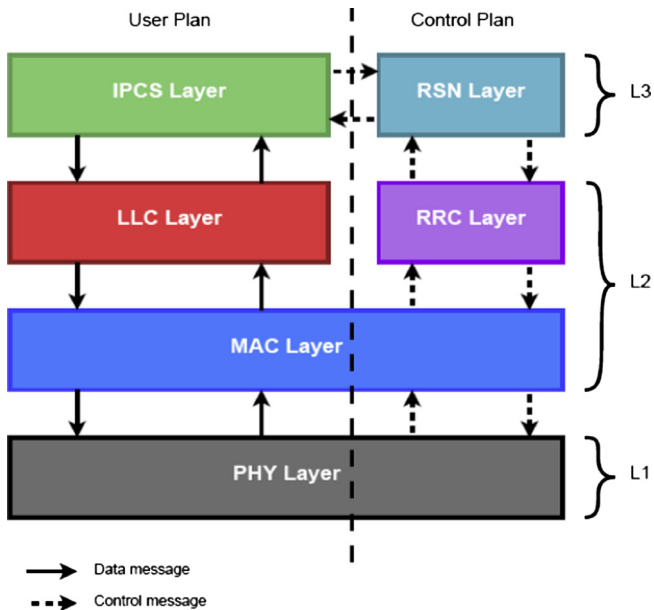 User Plan
Control Plan
IPCS Layer
RSN Layer
L3
LLC Layer
RRC Layer
L2
MAC Layer
PHY Layer
L1
Data message
Control message